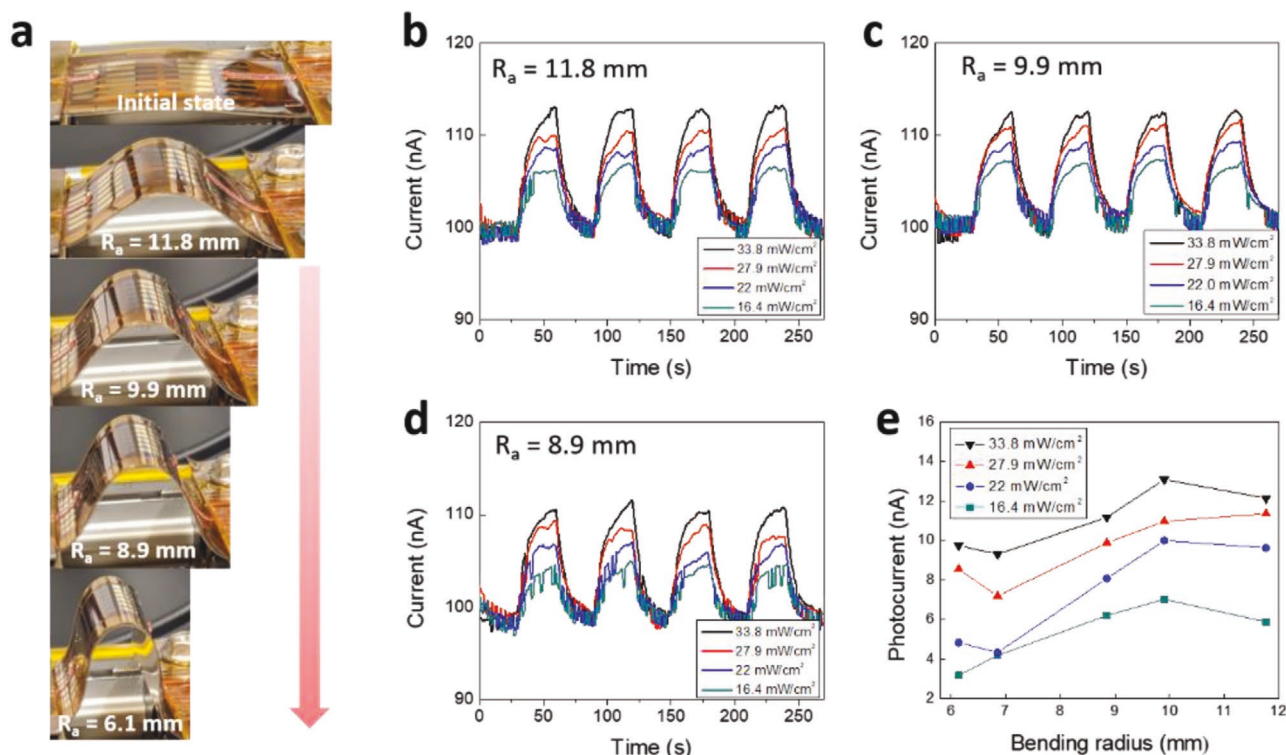 a
Initial state
Rₐ = 11.8 mm
Rₐ = 9.9 mm
Rₐ = 8.9 mm
Rₐ = 6.1 mm
b
Rₐ = 11.8 mm
120
110
100
90
Current (nA)
0 50 100 150 200 250
Time (s)
33.8 mW/cm²
27.9 mW/cm²
22 mW/cm²
16.4 mW/cm²
c
Rₐ = 9.9 mm
120
110
100
90
Current (nA)
0 50 100 150 200 250
Time (s)
33.8 mW/cm²
27.9 mW/cm²
22.0 mW/cm²
16.4 mW/cm²
d
Rₐ = 8.9 mm
120
110
100
90
Current (nA)
0 50 100 150 200 250
Time (s)
33.8 mW/cm²
27.9 mW/cm²
22 mW/cm²
16.4 mW/cm²
e
33.8 mW/cm²
27.9 mW/cm²
22 mW/cm²
16.4 mW/cm²
16
14
12
10
8
6
4
2
Photocurrent (nA)
6 7 8 9 10 11 12
Bending radius (mm)